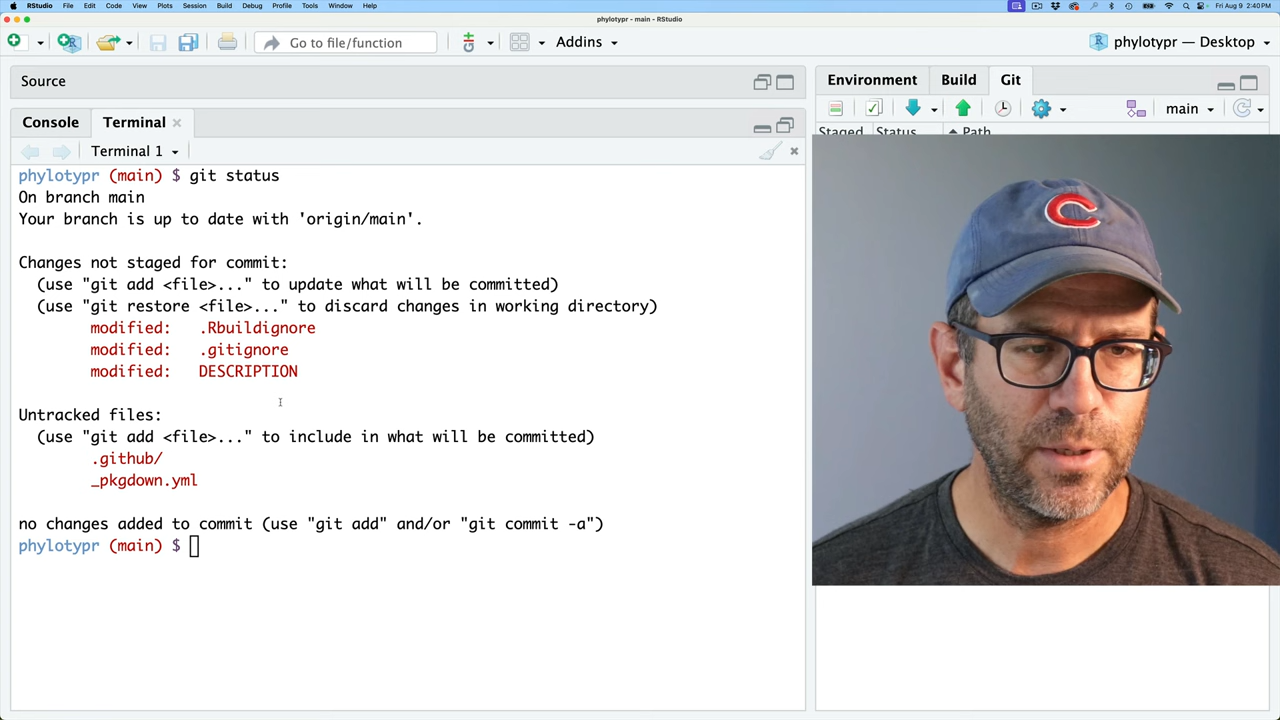 RStudio File Edit Code View Plots Session Build Debug Profile Tools Window Help
Fri Aug 9 2:40PM
phylotypr - main - RStudio
Go to file/function
Addins
phylotypr — Desktop
Source
Environment Build Git
Console Terminal
main
Staged Status Path
Terminal 1
phylotypr (main) $ git status
On branch main
Your branch is up to date with 'origin/main'.
Changes not staged for commit:
(use "git add <file>..." to update what will be committed)
(use "git restore <file>..." to discard changes in working directory)
modified: .Rbuildignore
modified: .gitignore
modified: DESCRIPTION
Untracked files:
(use "git add <file>..." to include in what will be committed)
.github/
_pkgdown.yml
no changes added to commit (use "git add" and/or "git commit -a")
phylotypr (main) $
C